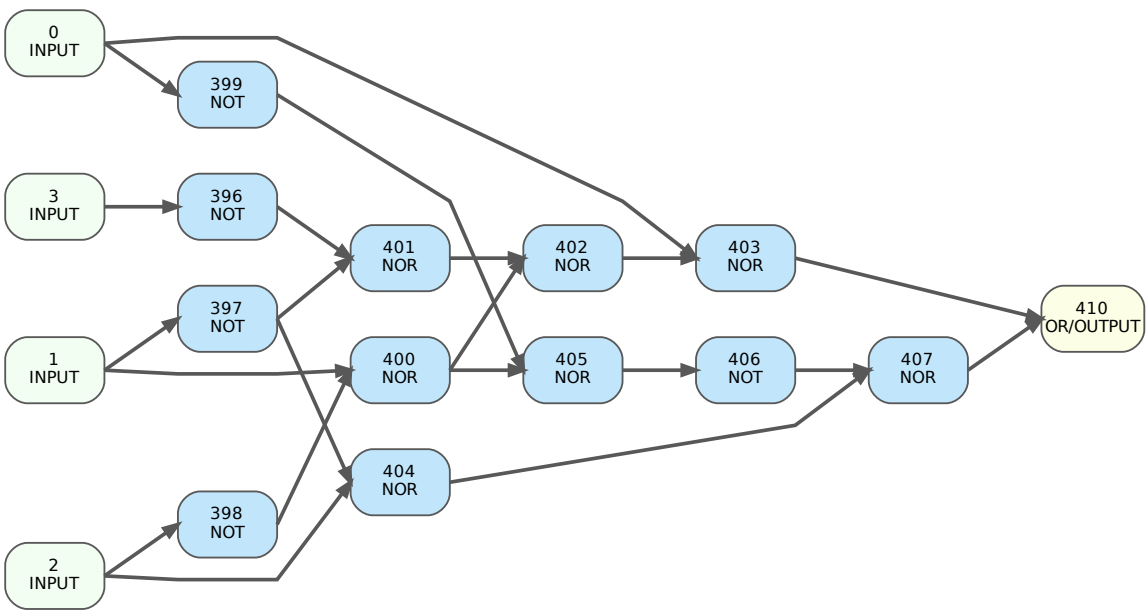 0
INPUT
399
NOT
3
INPUT
396
NOT
401
NOR
402
NOR
403
NOR
397
NOT
410
OR/OUTPUT
1
INPUT
400
NOR
405
NOR
406
NOT
407
NOR
404
NOR
398
NOT
2
INPUT